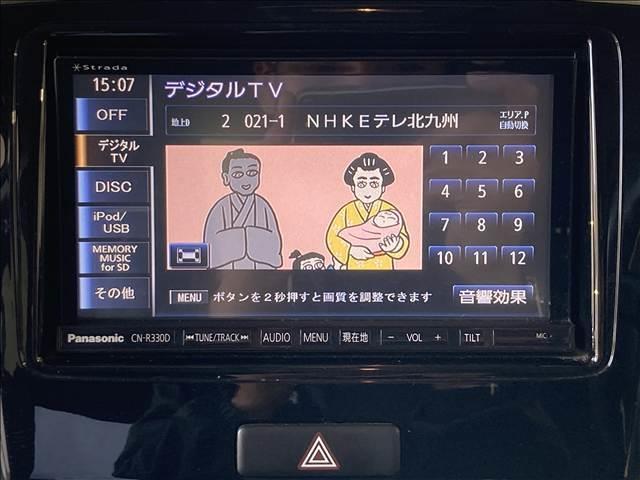 Strada
15:07
デジタルTV
OFF
地上D 2 021-1 NHKEテレ北九州 エリア.P 自動切換
デジタル
TV
1 2 3
DISC
4 5 6
iPod/
USB
7 8 9
MEMORY
MUSIC
for SD
10 11 12
その他
MENU ボタンを2秒押すと画質を調整できます
音響効果
Panasonic CN-R330D TUNE/TRACK AUDIO MENU 現在地 − VOL + TILT MIC